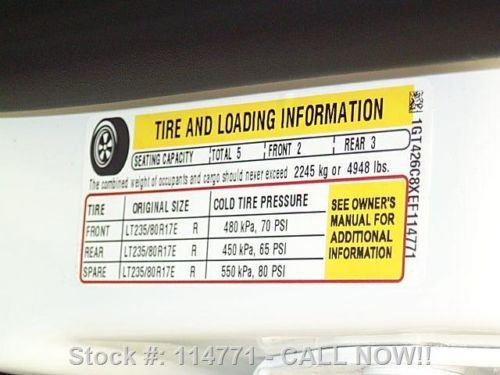 TIRE AND LOADING INFORMATION
SEATING CAPACITY TOTAL 5 FRONT 2 REAR 3
The combined weight of occupants and cargo should never exceed 2245 kg or 4948 lbs.
TIRE ORIGINAL SIZE COLD TIRE PRESSURE
FRONT LT235/80R17E R 480 kPa, 70 PSI
REAR LT235/80R17E R 450 kPa, 65 PSI
SPARE LT235/80R17E R 550 kPa, 80 PSI
SEE OWNER'S
MANUAL FOR
ADDITIONAL
INFORMATION
1GT426C8XEF114771
Stock #: 114771 - CALL NOW!!